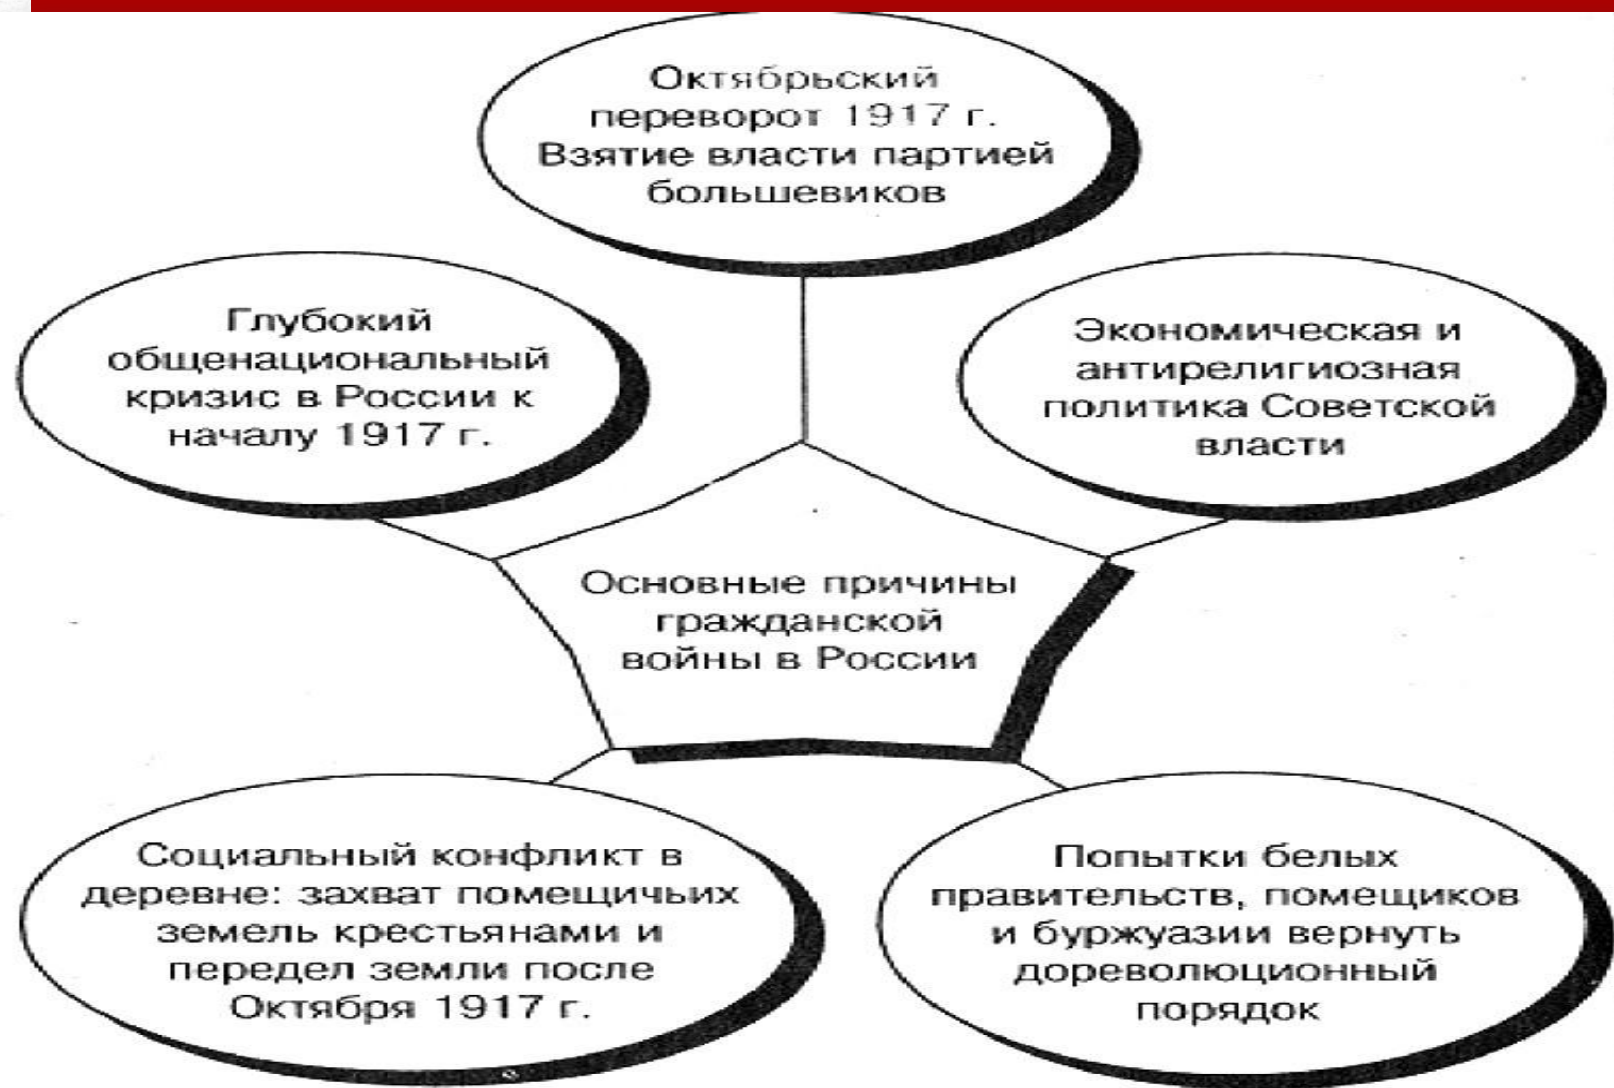 Октябрьский
переворот 1917 г.
Взятие власти партией
большевиков
Глубокий
общенациональный
кризис в России к
началу 1917 г.
Экономическая и
антирелигиозная
политика Советской
власти
Основные причины
гражданской
войны в России
Социальный конфликт в
деревне: захват помещичьих
земель крестьянами и
передел земли после
Октября 1917 г.
Попытки белых
правительств, помещиков
и буржуазии вернуть
дореволюционный
порядок